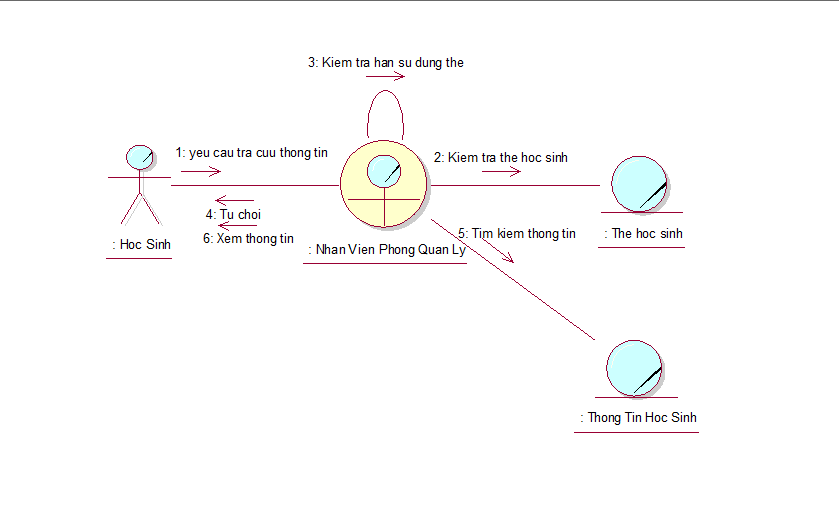 3: Kiem tra han su dung the
1: yeu cau tra cuu thong tin
2: Kiem tra the hoc sinh
4: Tu choi
6: Xem thong tin
5: Tim kiem thong tin
: Hoc Sinh
: Nhan Vien Phong Quan Ly
: The hoc sinh
: Thong Tin Hoc Sinh